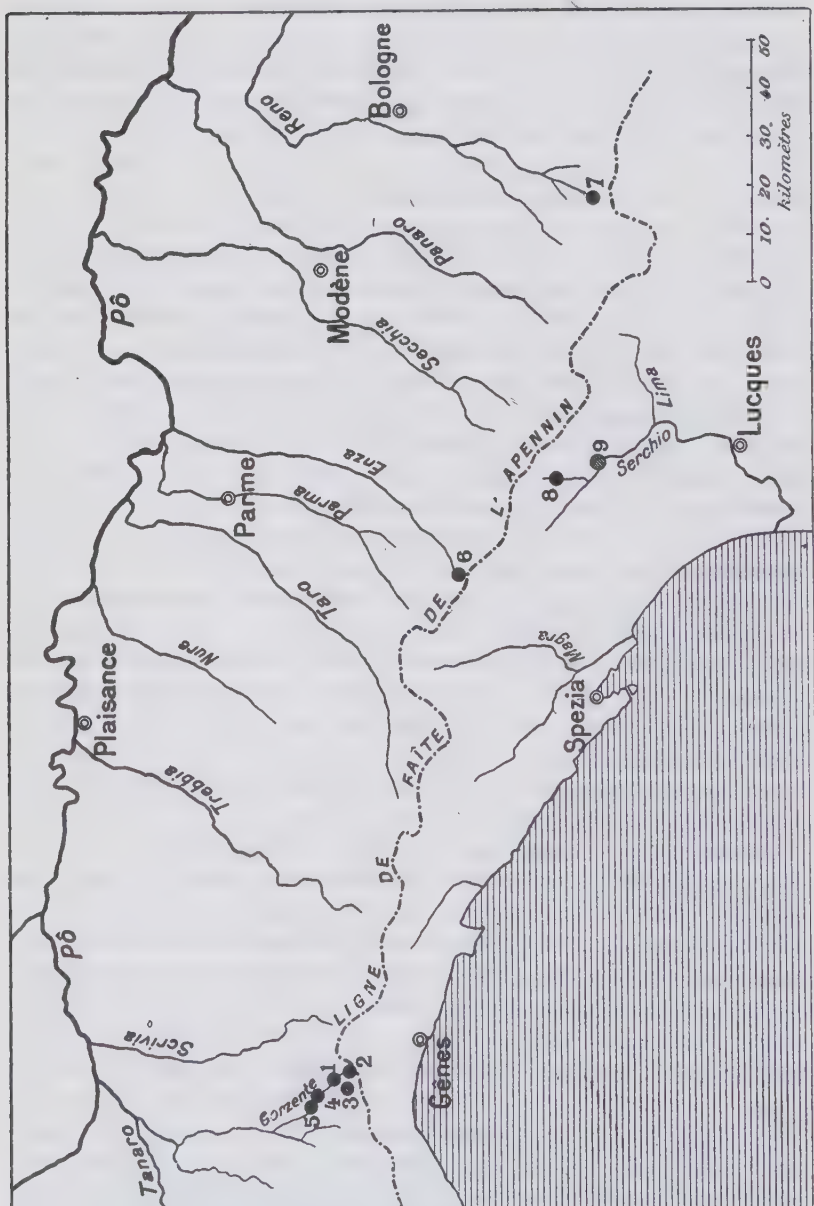 Pô
Pô
Tanaro
Scrivia
Plaisance
Trebbia
Nure
Taro
Parme
Parma
Enza
Secchia
Modène
Panaro
Reno
Bologne
Gorzente
1
2
3
4
5
6
7
8
9
LIGNE DE FAÎTE DE L'APENNIN
Gênes
Spezia
Magra
Serchio
Lima
Lucques
0 10. 20 30. 40 50
kilomètres